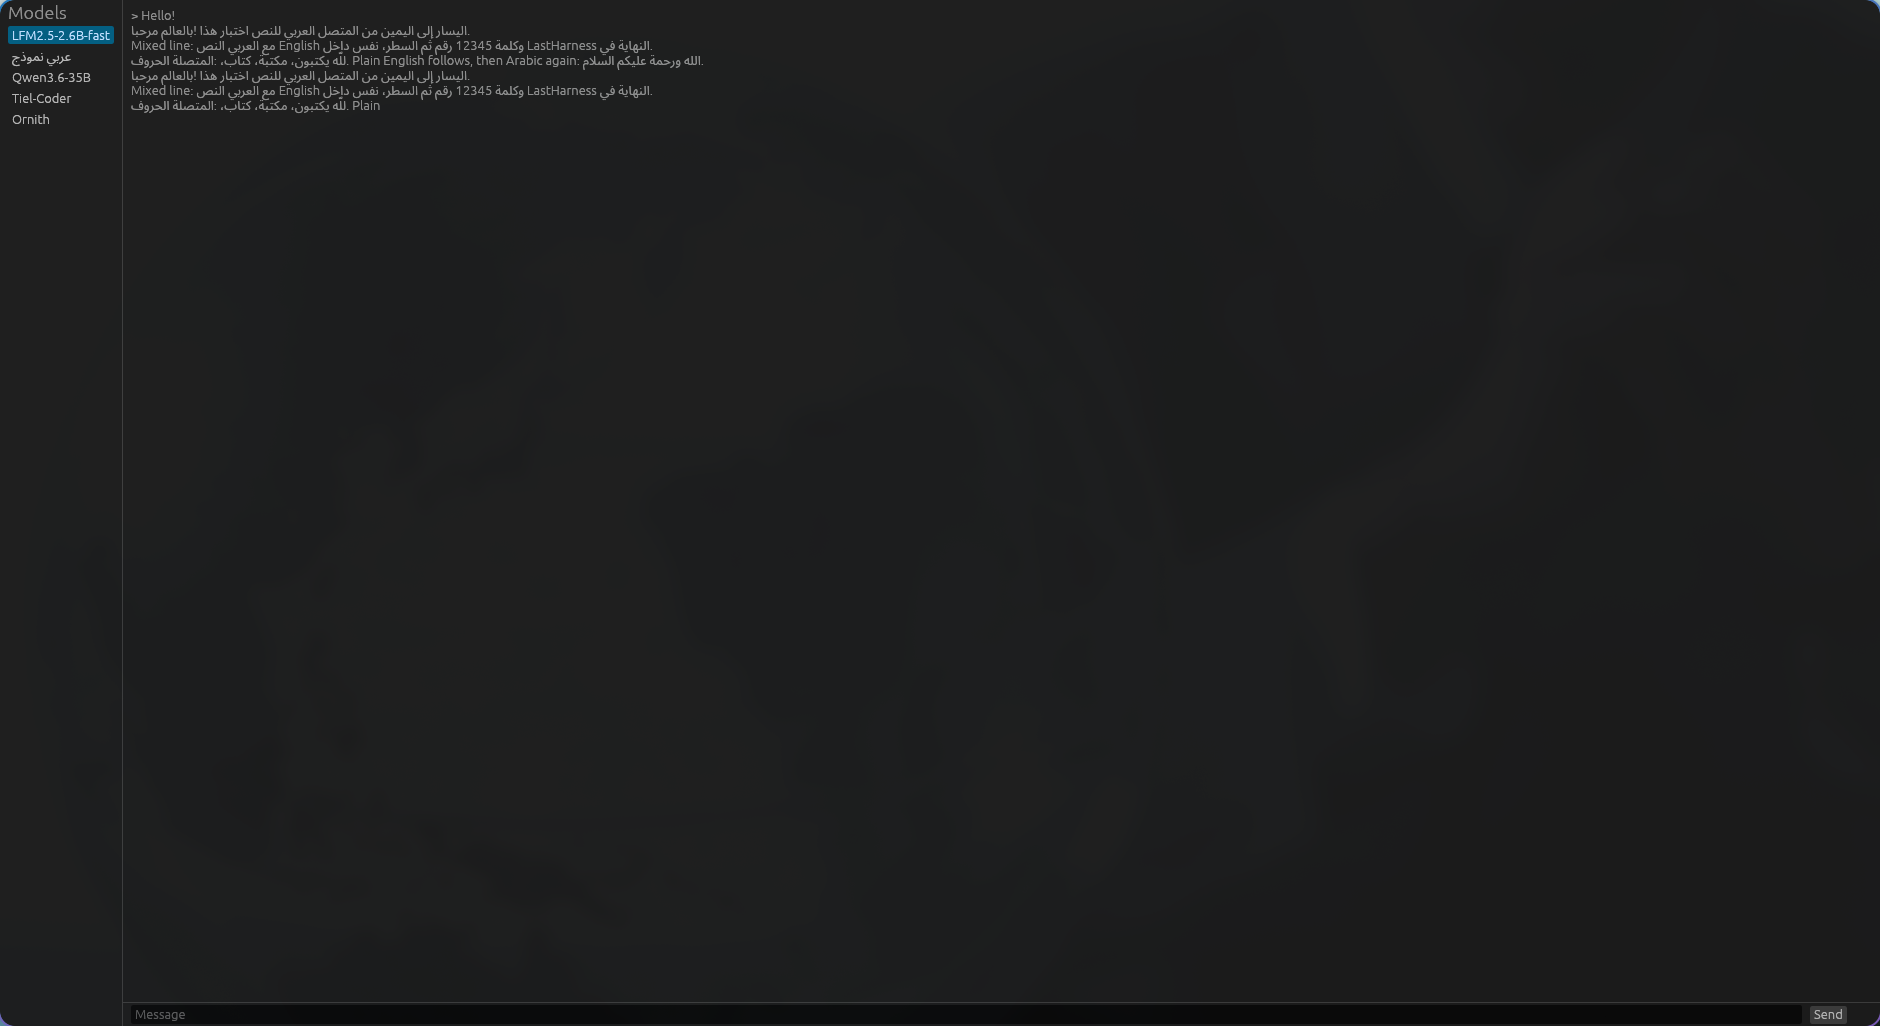 Models
LFM2.5-2.6B-fast
عربي نموذج
Qwen3.6-35B
Tiel-Coder
Ornith
> Hello!
اليسار إلى اليمين من المتصل العربي للنص اختبار هذا !بالعالم مرحبا.
Mixed line: مع العربي النص English رقم ثم السطر، نفس داخل 12345 وكلمة LastHarness النهاية في.
المتصلة الحروف: لله يكتبون، مكتبة، كتاب،. Plain English follows, then Arabic again: الله ورحمة عليكم السلام.
اليسار إلى اليمين من المتصل العربي للنص اختبار هذا !بالعالم مرحبا.
Mixed line: مع العربي النص English رقم ثم السطر، نفس داخل 12345 وكلمة LastHarness النهاية في.
المتصلة الحروف: لله يكتبون، مكتبة، كتاب،. Plain
Message
Send